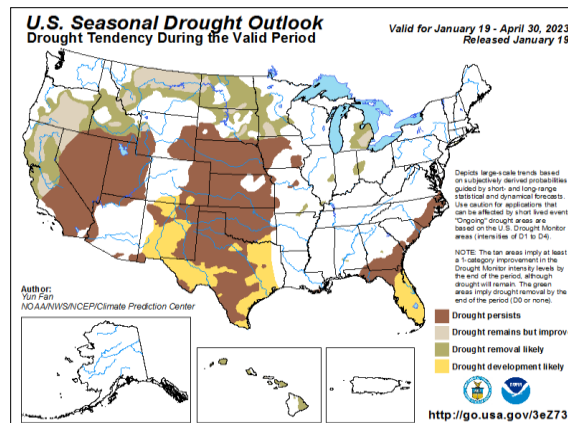 U.S. Seasonal Drought Outlook
Drought Tendency During the Valid Period
Valid for January 19 - April 30, 2023
Released January 19
Depicts large-scale trends based
on subjectively derived probabilities
guided by short- and long-range
statistical and dynamical forecasts.
Use caution for applications that
can be affected by short lived event
"Ongoing" drought areas are
based on the U.S. Drought Monitor
areas (intensities of D1 to D4).
NOTE: The tan areas imply at least
a 1-category improvement in the
Drought Monitor intensity levels by
the end of the period, although
drought will remain. The green
areas imply drought removal by the
end of the period (D0 or none).
Author:
Yun Fan
NOAA/NWS/NCEP/Climate Prediction Center
Drought persists
Drought remains but improv
Drought removal likely
Drought development likely
http://go.usa.gov/3eZ73